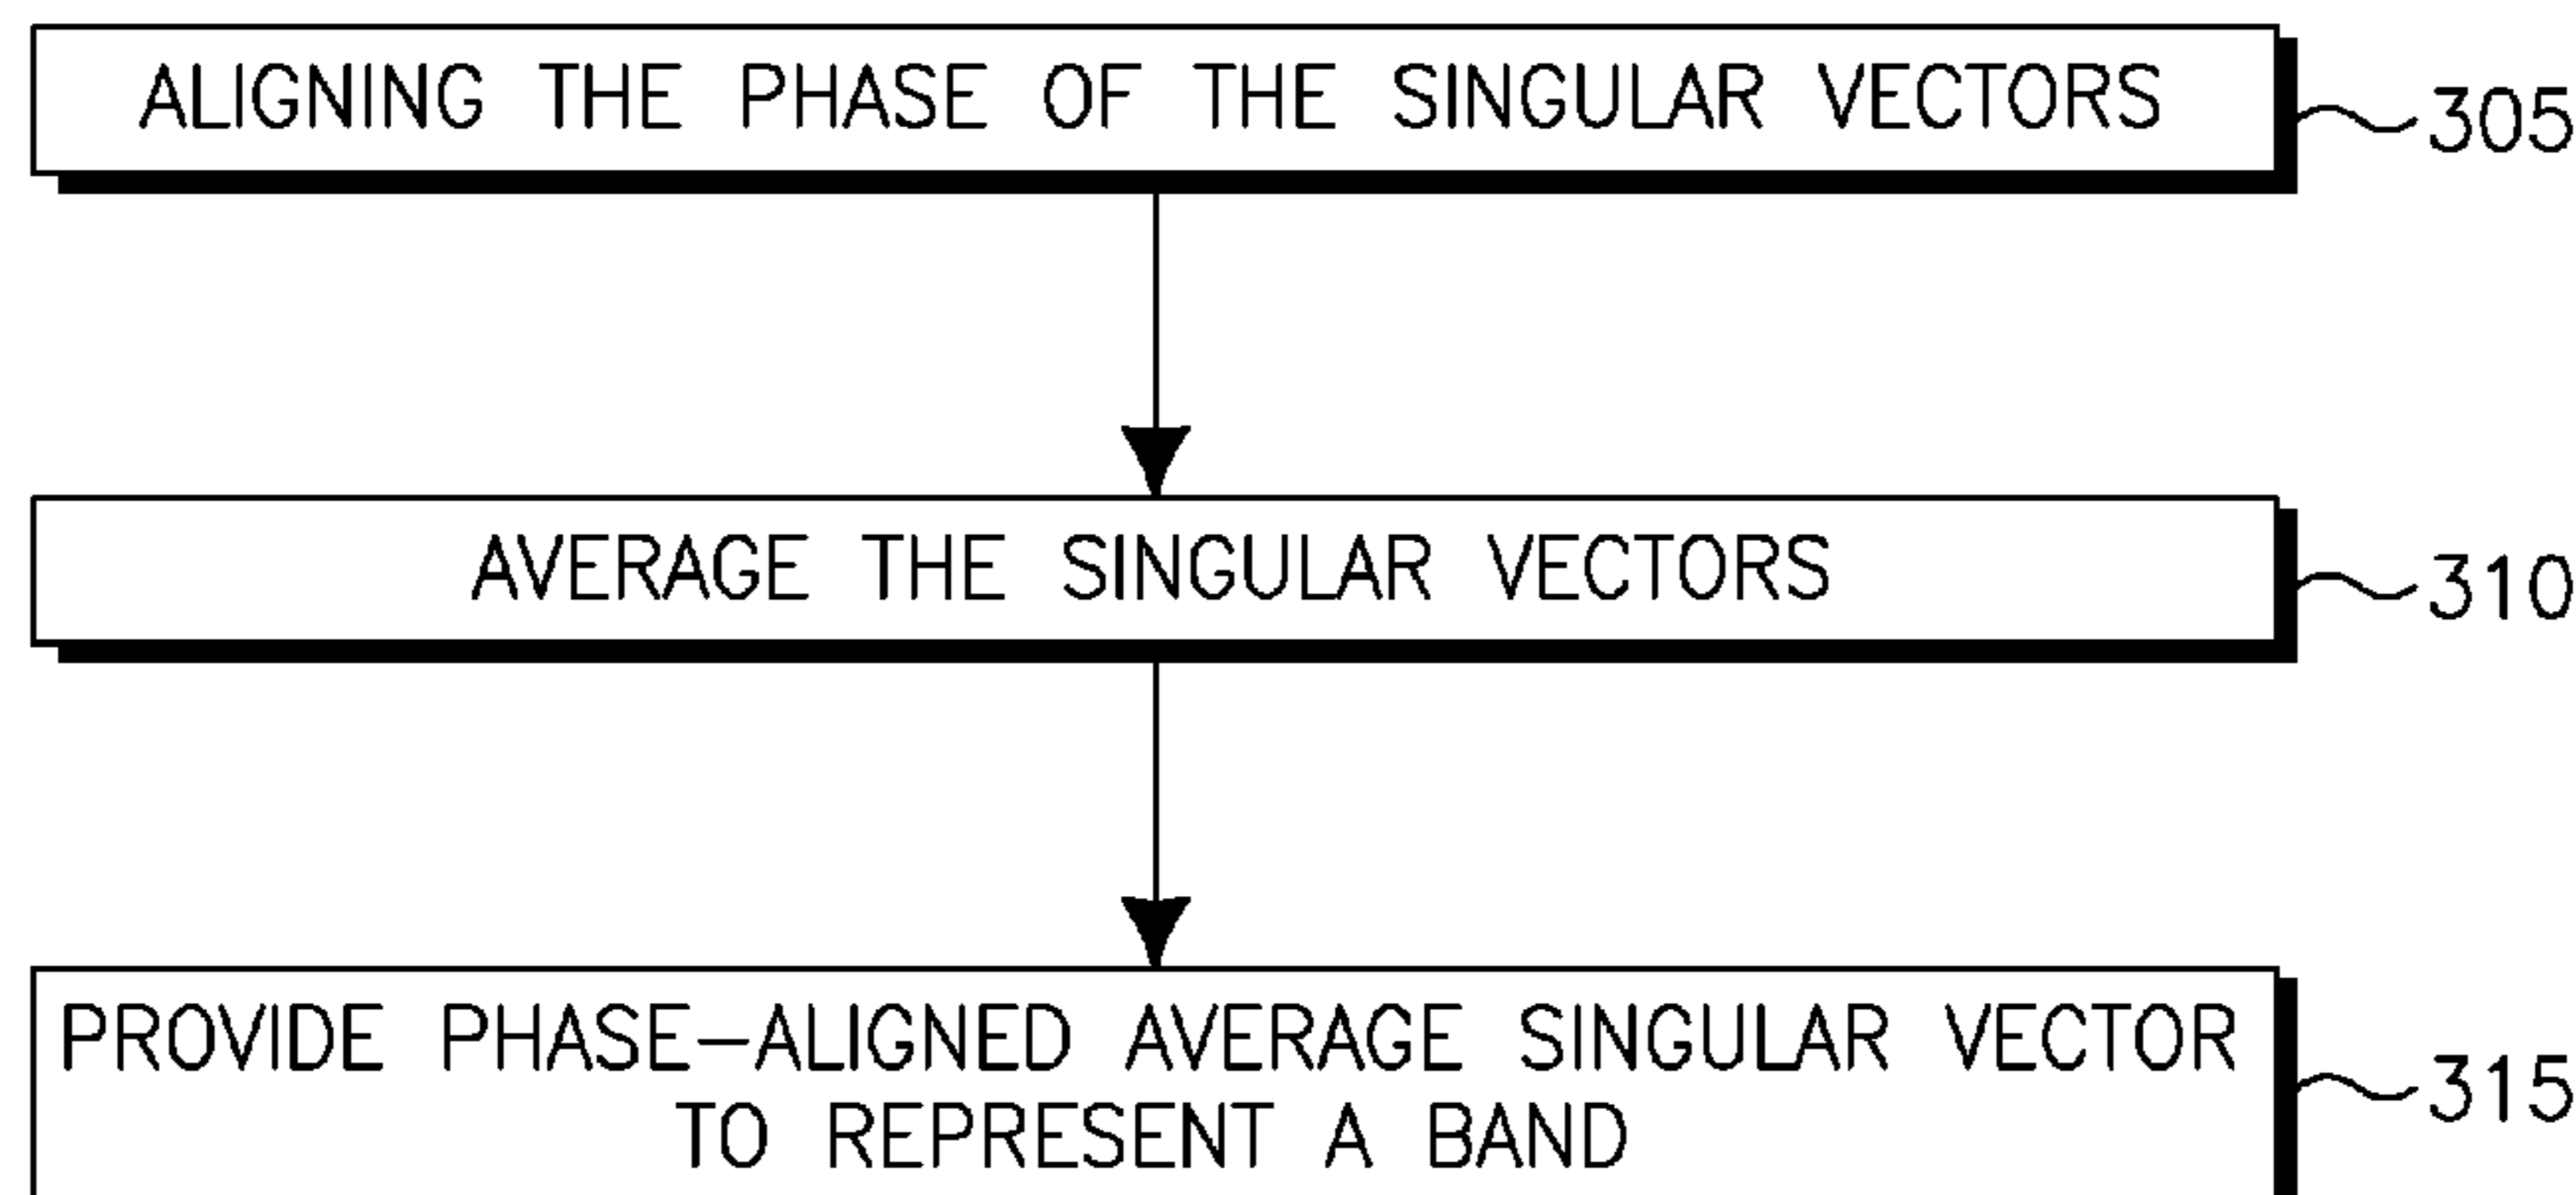 ALIGNING THE PHASE OF THE SINGULAR VECTORS
305
AVERAGE THE SINGULAR VECTORS
310
PROVIDE PHASE-ALIGNED AVERAGE SINGULAR VECTOR
TO REPRESENT A BAND
315